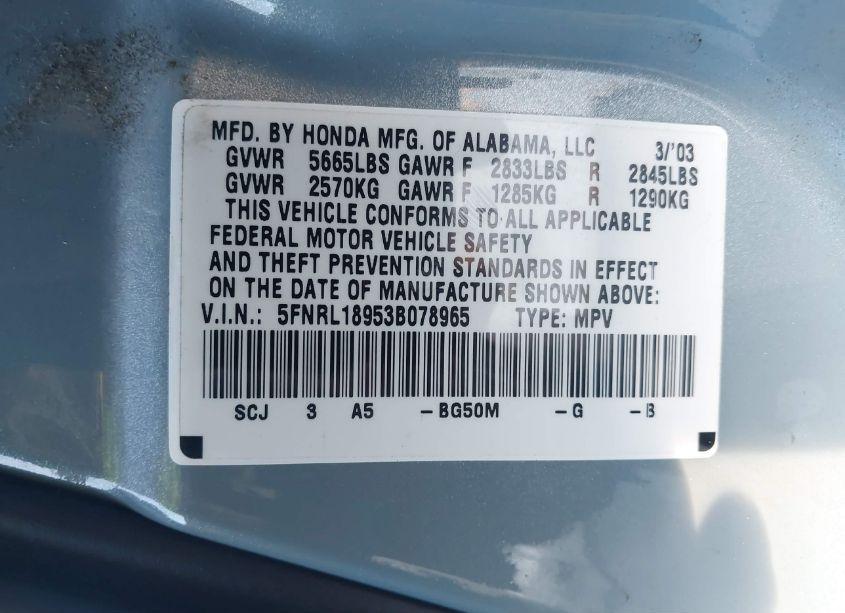 MFD. BY HONDA MFG. OF ALABAMA, LLC 3/'03
GVWR 5665LBS GAWR F 2833LBS R 2845LBS
GVWR 2570KG GAWR F 1285KG R 1290KG
THIS VEHICLE CONFORMS TO ALL APPLICABLE
FEDERAL MOTOR VEHICLE SAFETY
AND THEFT PREVENTION STANDARDS IN EFFECT
ON THE DATE OF MANUFACTURE SHOWN ABOVE:
V.I.N.: 5FNRL18953B078965 TYPE: MPV
SCJ 3 A5 -BG50M -G -B